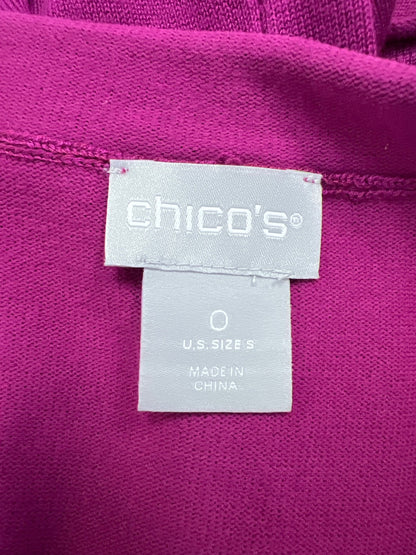 chico's®
0
U.S. SIZE S
MADE IN
CHINA